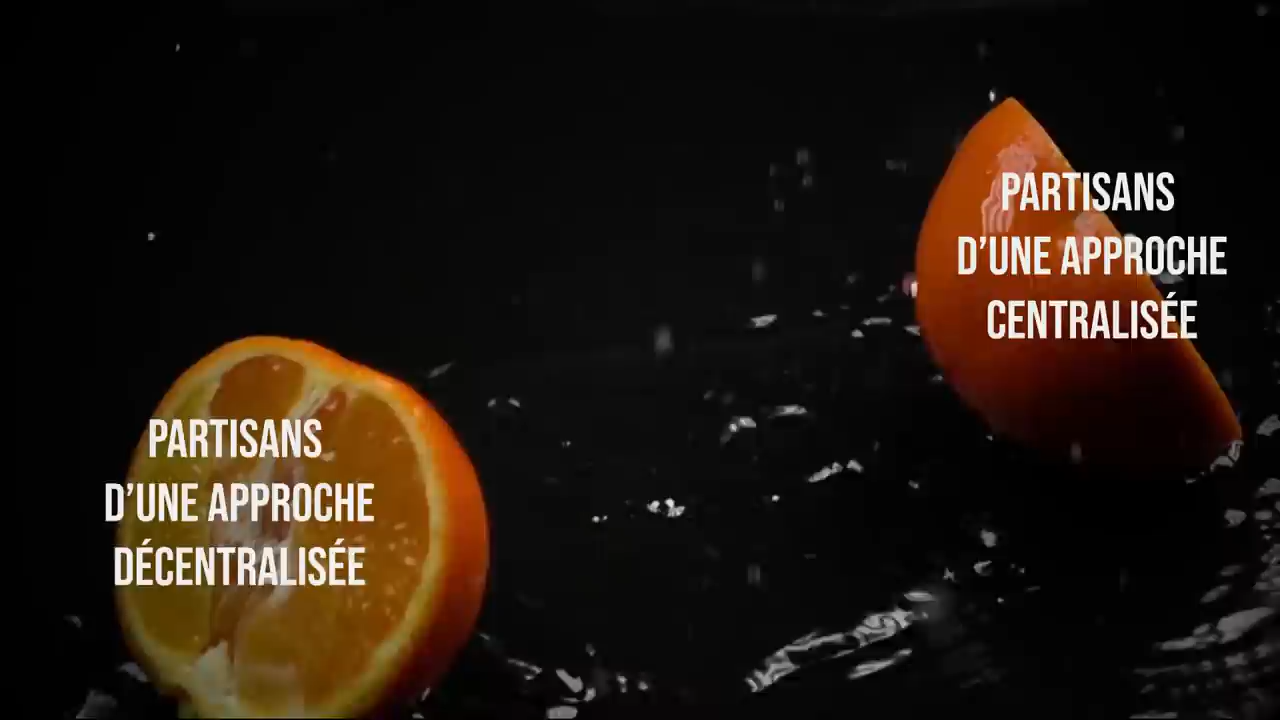 PARTISANS
D’UNE APPROCHE
DÉCENTRALISÉE
PARTISANS
D’UNE APPROCHE
CENTRALISÉE